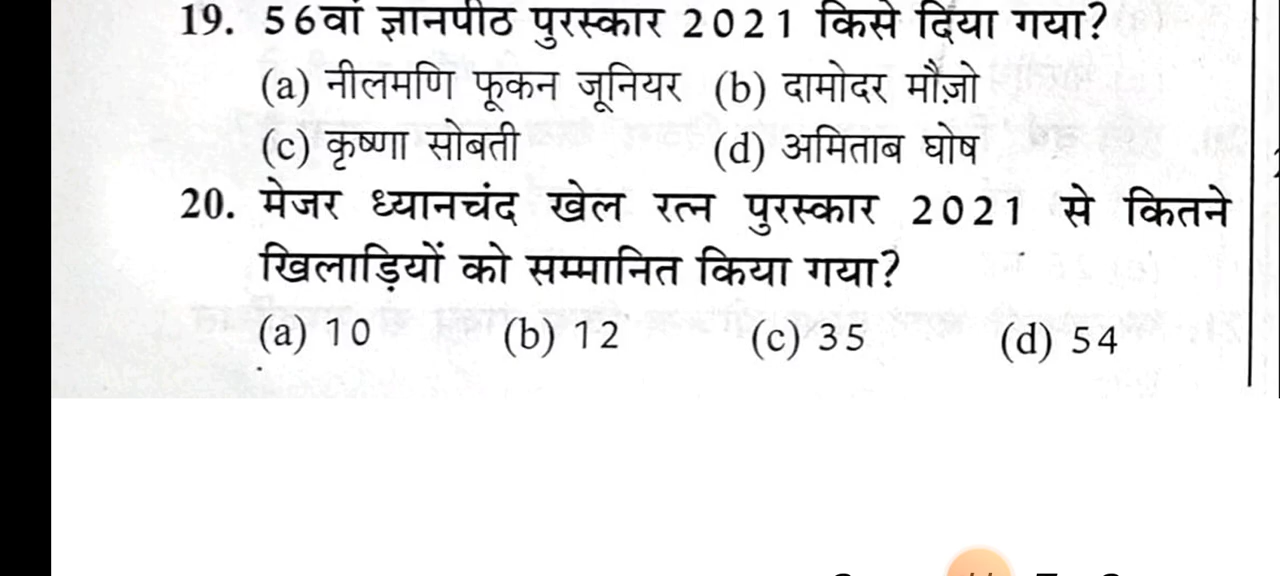 19. 56वां ज्ञानपीठ पुरस्कार 2021 किसे दिया गया?
(a) नीलमणि फूकन जूनियर (b) दामोदर मौज़ो
(c) कृष्णा सोबती (d) अमिताब घोष
20. मेजर ध्यानचंद खेल रत्न पुरस्कार 2021 से कितने
खिलाड़ियों को सम्मानित किया गया?
(a) 10 (b) 12 (c) 35 (d) 54